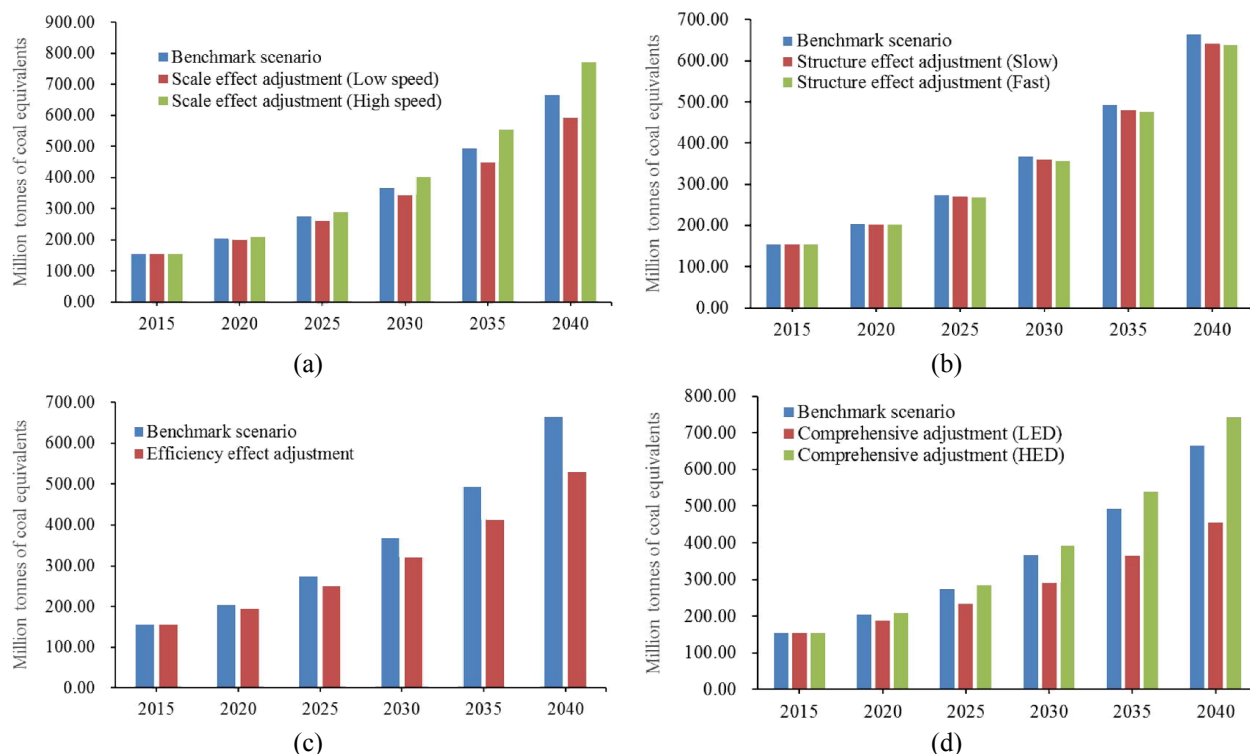 Million tonnes of coal equivalents
900.00
800.00
700.00
600.00
500.00
400.00
300.00
200.00
100.00
0.00
Benchmark scenario
Scale effect adjustment (Low speed)
Scale effect adjustment (High speed)
2015 2020 2025 2030 2035 2040
(a)
Million tonnes of coal equivalents
700.00
600.00
500.00
400.00
300.00
200.00
100.00
0.00
Benchmark scenario
Structure effect adjustment (Slow)
Structure effect adjustment (Fast)
2015 2020 2025 2030 2035 2040
(b)
Million tonnes of coal equivalents
700.00
600.00
500.00
400.00
300.00
200.00
100.00
0.00
Benchmark scenario
Efficiency effect adjustment
2015 2020 2025 2030 2035 2040
(c)
Million tonnes of coal equivalents
800.00
700.00
600.00
500.00
400.00
300.00
200.00
100.00
0.00
Benchmark scenario
Comprehensive adjustment (LED)
Comprehensive adjustment (HED)
2015 2020 2025 2030 2035 2040
(d)